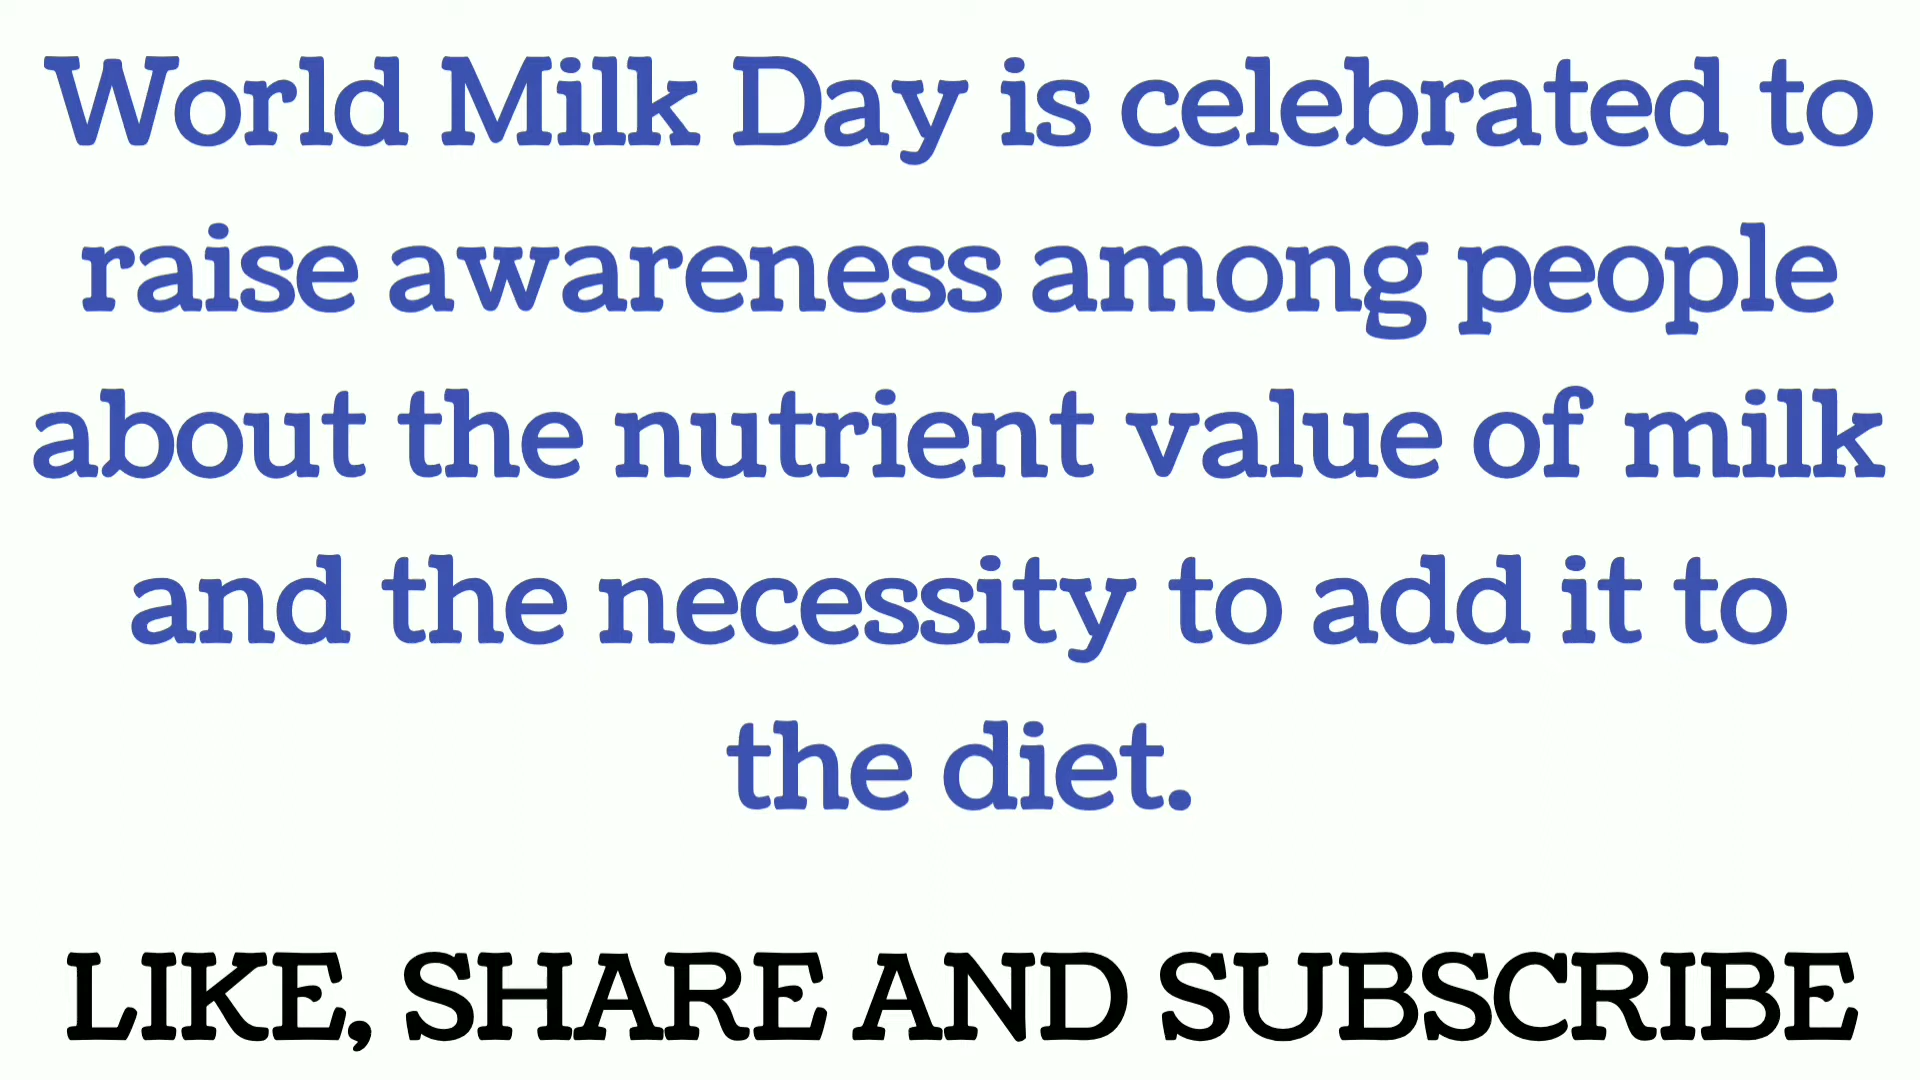 World Milk Day is celebrated to
raise awareness among people
about the nutrient value of milk
and the necessity to add it to
the diet.
LIKE, SHARE AND SUBSCRIBE